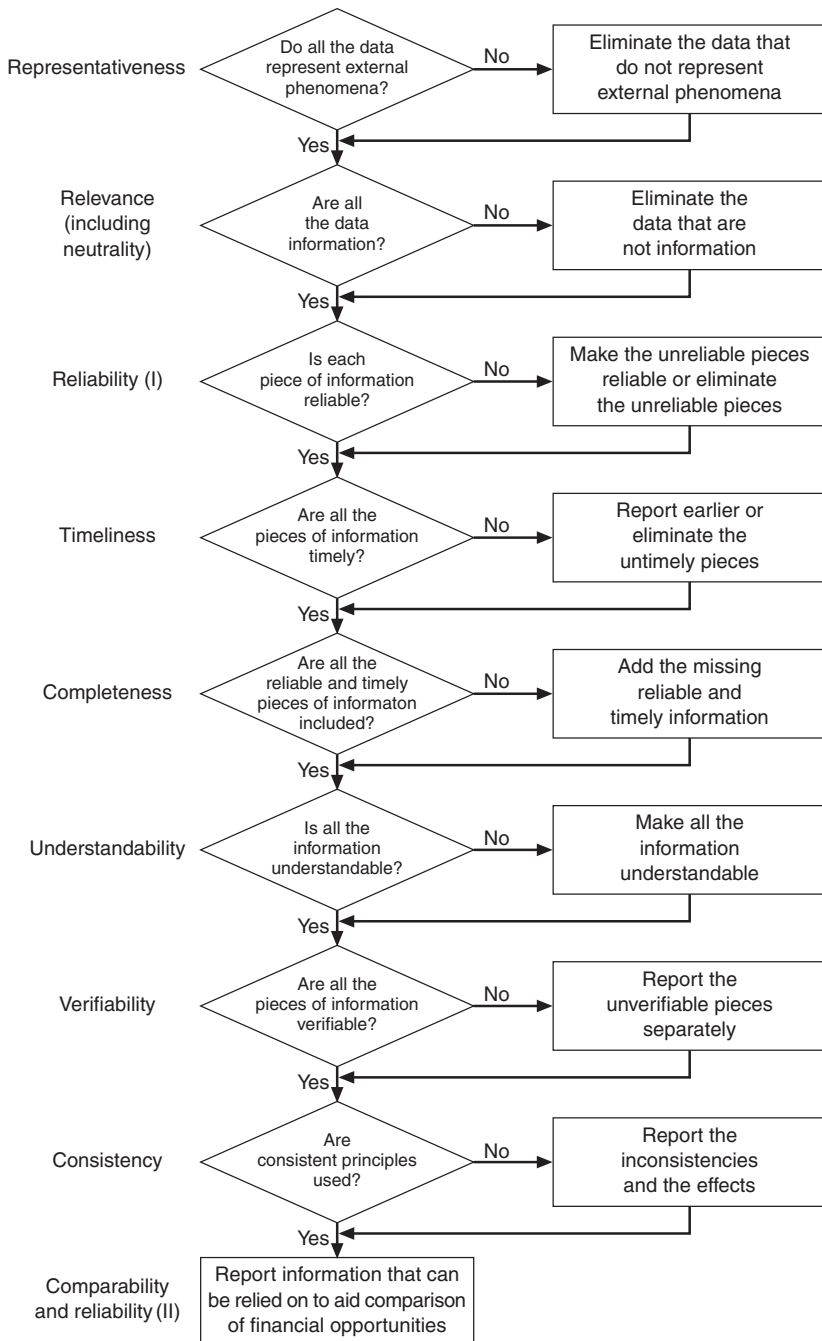 Representativeness
Do all the data
represent external
phenomena?
No
Eliminate the data that
do not represent
external phenomena
Yes
Relevance
(including
neutrality)
Are all
the data
information?
No
Eliminate the
data that are
not information
Yes
Reliability (I)
Is each
piece of information
reliable?
No
Make the unreliable pieces
reliable or eliminate
the unreliable pieces
Yes
Timeliness
Are all the
pieces of information
timely?
No
Report earlier or
eliminate the
untimely pieces
Yes
Completeness
Are all the
reliable and timely
pieces of informaton
included?
No
Add the missing
reliable and
timely information
Yes
Understandability
Is all the
information
understandable?
No
Make all the
information
understandable
Yes
Verifiability
Are all the
pieces of information
verifiable?
No
Report the
unverifiable pieces
separately
Yes
Consistency
Are
consistent principles
used?
No
Report the
inconsistencies
and the effects
Yes
Comparability
and reliability (II)
Report information that can
be relied on to aid comparison
of financial opportunities